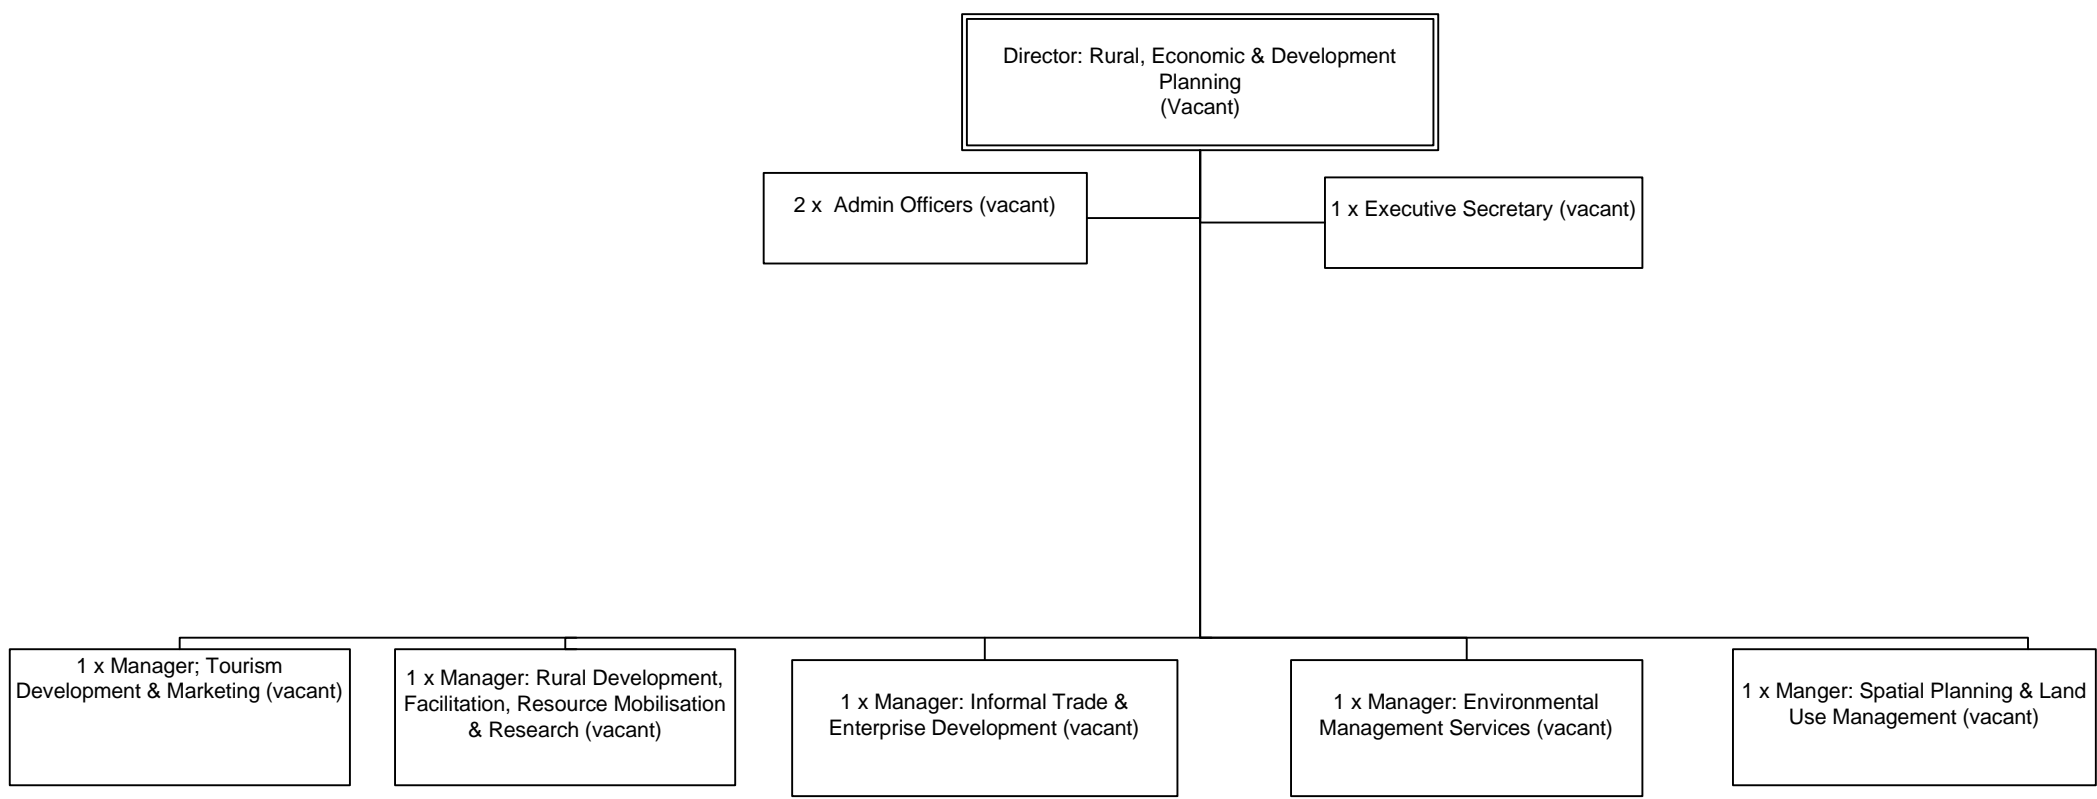 Director: Rural, Economic & Development
Planning
(Vacant)
2 x  Admin Officers (vacant)
1 x Executive Secretary (vacant)
1 x Manager; Tourism
Development & Marketing (vacant)
1 x Manager: Rural Development,
Facilitation, Resource Mobilisation
& Research (vacant)
1 x Manager: Informal Trade &
Enterprise Development (vacant)
1 x Manager: Environmental
Management Services (vacant)
1 x Manger: Spatial Planning & Land
Use Management (vacant)